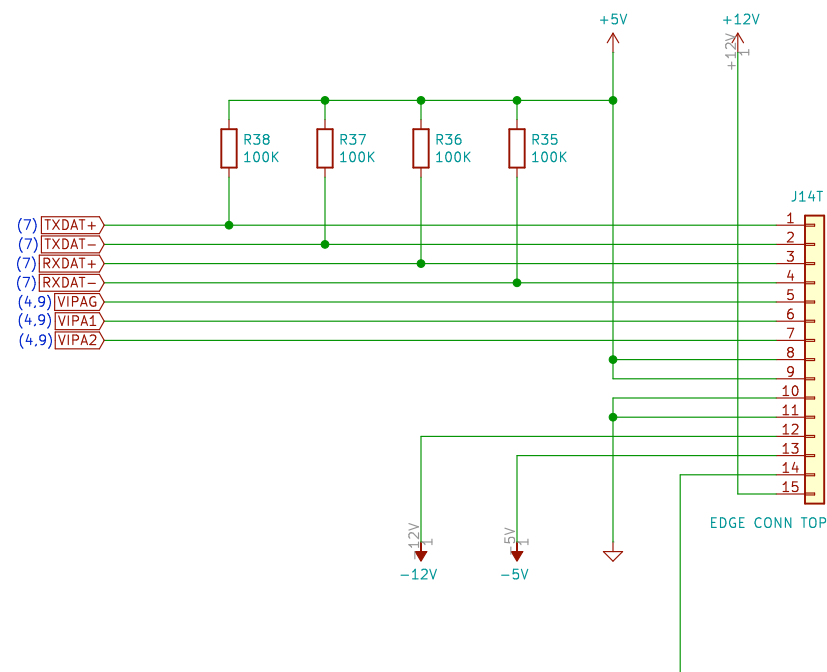 +5V
+12V
+12V
1
R38
100K
R37
100K
R36
100K
R35
100K
J14T
(7) TXDAT+ 1
(7) TXDAT− 2
(7) RXDAT+ 3
(7) RXDAT− 4
(4,9) VIPAG 5
(4,9) VIPA1 6
(4,9) VIPA2 7
8
9
10
11
12
13
14
15
EDGE CONN TOP
-12V
1
-5V
1
-12V
-5V